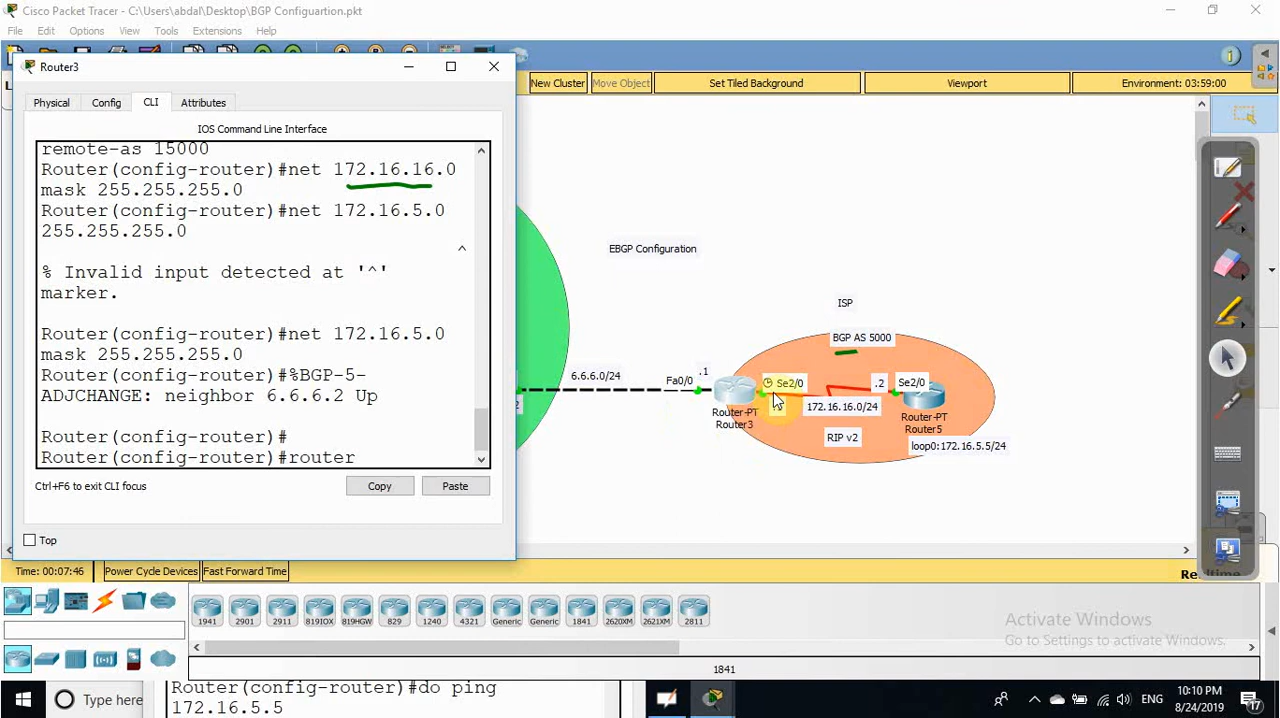 Cisco Packet Tracer - C:\Users\abdal\Desktop\BGP Configuartion.pkt
File Edit Options View Tools Extensions Help
Router3
New Cluster Move Object Set Tiled Background Viewport Environment: 03:59:00
Physical Config CLI Attributes
IOS Command Line Interface
remote-as 15000
Router(config-router)#net 172.16.16.0
mask 255.255.255.0
Router(config-router)#net 172.16.5.0
255.255.255.0
^
% Invalid input detected at '^'
marker.
Router(config-router)#net 172.16.5.0
mask 255.255.255.0
Router(config-router)#%BGP-5-
ADJCHANGE: neighbor 6.6.6.2 Up
Router(config-router)#
Router(config-router)#router
Ctrl+F6 to exit CLI focus
Copy
Paste
Top
EBGP Configuration
ISP
BGP AS 5000
6.6.6.0/24
Fa0/0
.1
Se2/0
.2
Se2/0
172.16.16.0/24
Router-PT
Router3
Router-PT
Router5
RIP v2
loop0:172.16.5.5/24
Time: 00:07:46 Power Cycle Devices Fast Forward Time
1941 2901 2911 819IOX 819HGW 829 1240 4321 Generic Generic 1841 2620XM 2621XM 2811
Activate Windows
Go to Settings to activate Windows.
1841
Router(config-router)#do ping
172.16.5.5
Type here
ENG
10:10 PM
8/24/2019
17